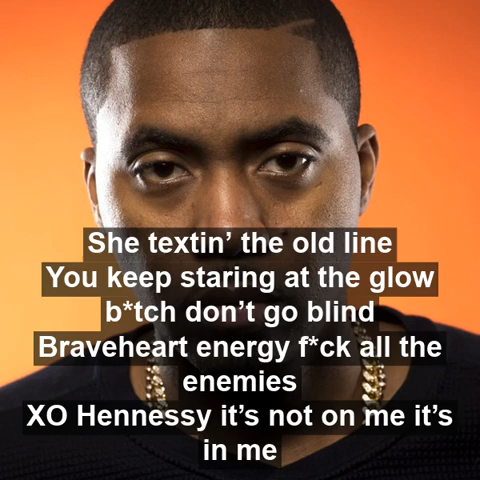 She textin’ the old line
You keep staring at the glow
b*tch don’t go blind
Braveheart energy f*ck all the
enemies
XO Hennessy it’s not on me it’s
in me